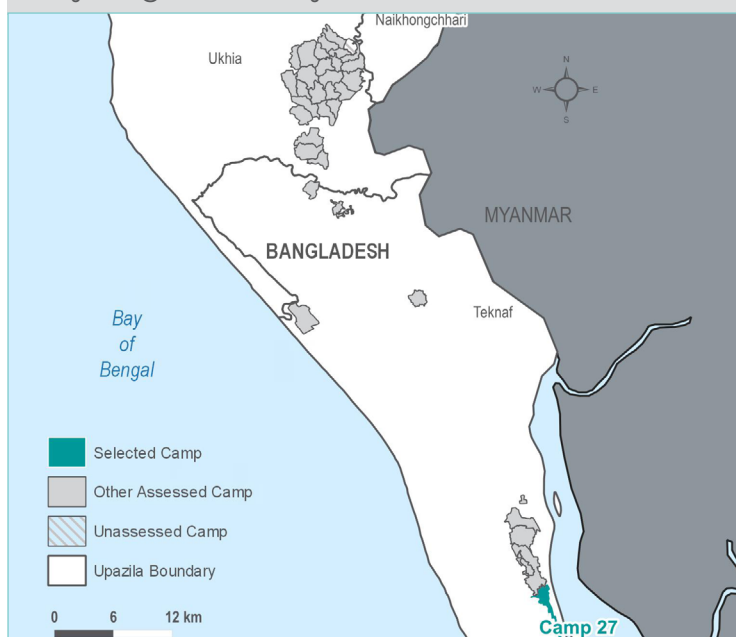 Naikhongchhari
Ukhia
N
W
E
S
MYANMAR
BANGLADESH
Teknaf
Bay
of
Bengal
Selected Camp
Other Assessed Camp
Unassessed Camp
Upazila Boundary
0 6 12 km
Camp 27